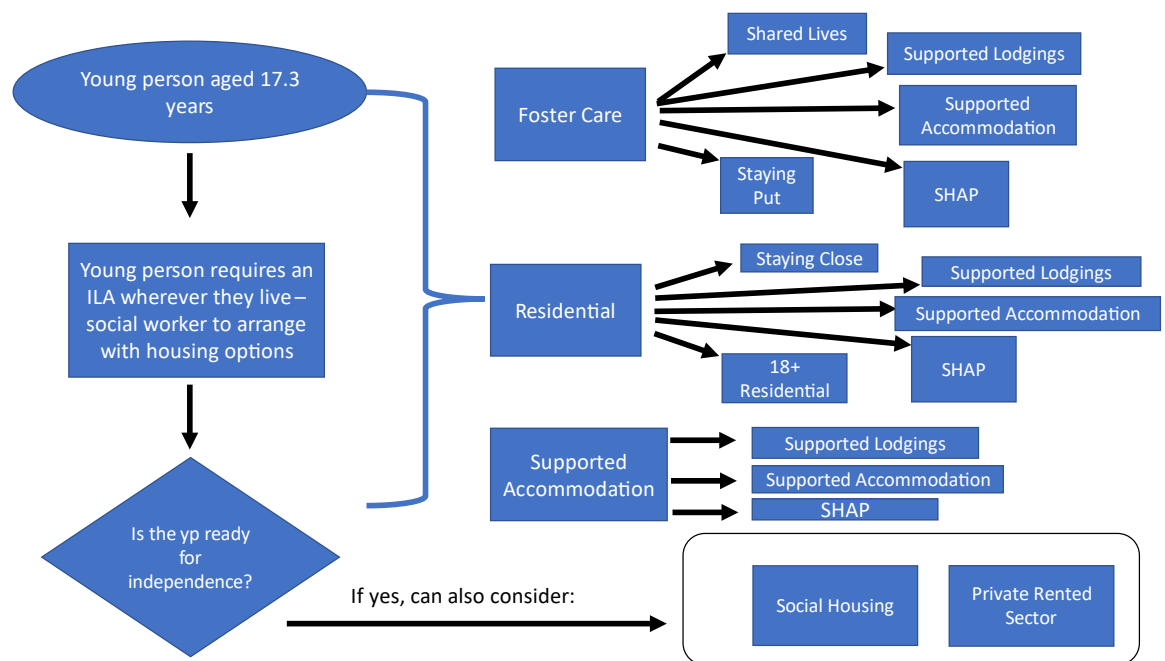 Young person aged 17.3
years
Young person requires an
ILA wherever they live –
social worker to arrange
with housing options
Is the yp ready
for
independence?
If yes, can also consider:
Foster Care
Shared Lives
Supported Lodgings
Supported
Accommodation
SHAP
Staying
Put
Residential
Staying Close
Supported Lodgings
Supported Accommodation
SHAP
18+
Residential
Supported
Accommodation
Supported Lodgings
Supported Accommodation
SHAP
Social Housing
Private Rented
Sector